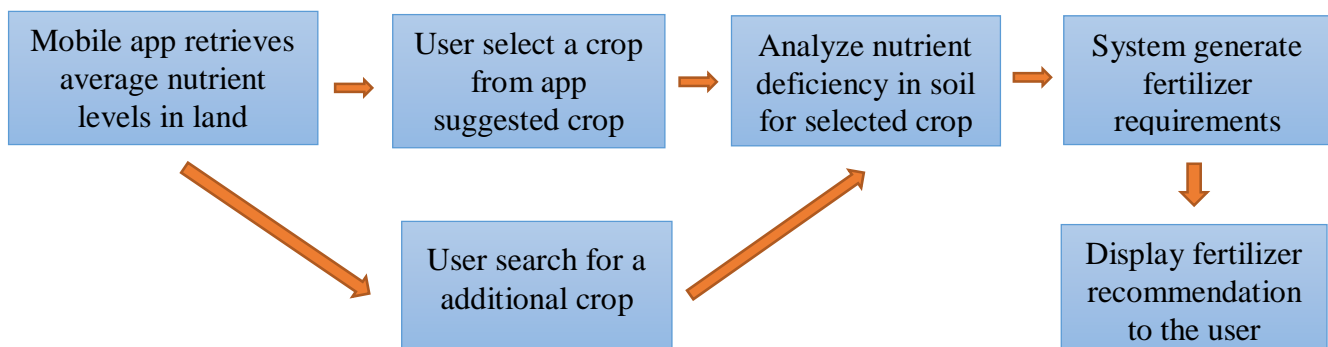 Mobile app retrieves
average nutrient
levels in land
User select a crop
from app
suggested crop
Analyze nutrient
deficiency in soil
for selected crop
System generate
fertilizer
requirements
User search for a
additional crop
Display fertilizer
recommendation
to the user